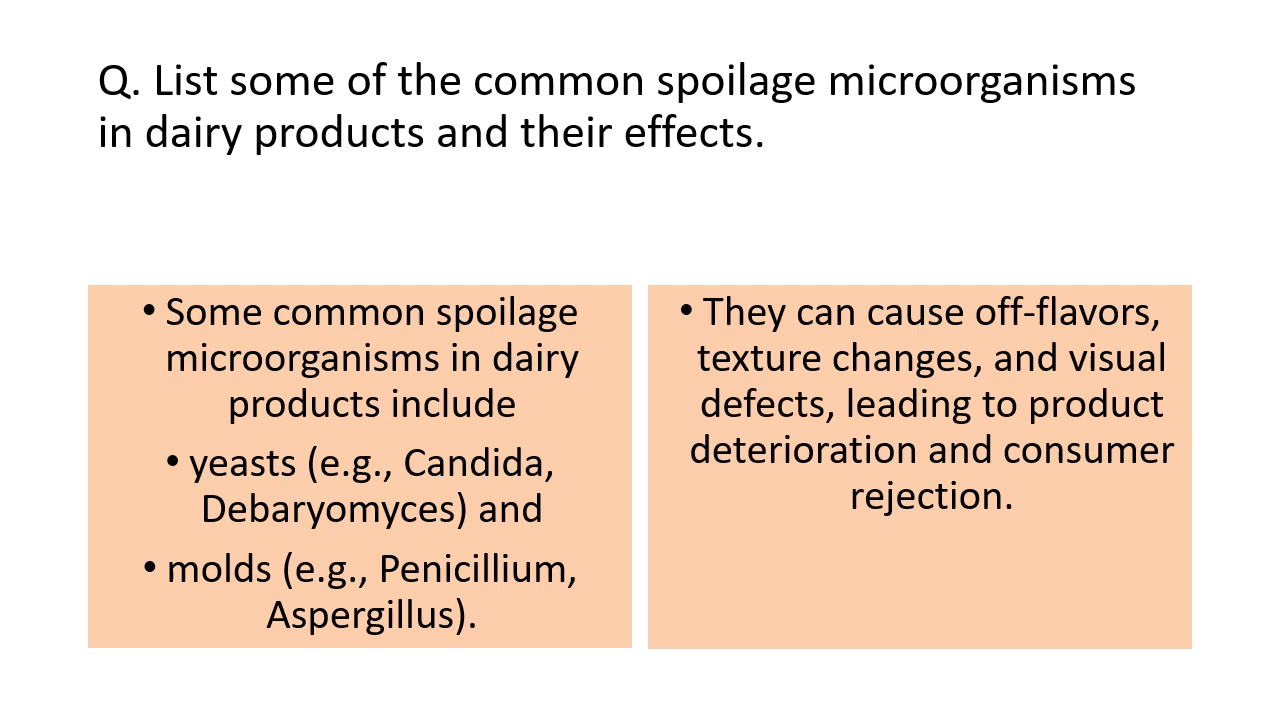 Q. List some of the common spoilage microorganisms
in dairy products and their effects.
• Some common spoilage
microorganisms in dairy
products include
• yeasts (e.g., Candida,
Debaryomyces) and
• molds (e.g., Penicillium,
Aspergillus).
• They can cause off-flavors,
texture changes, and visual
defects, leading to product
deterioration and consumer
rejection.